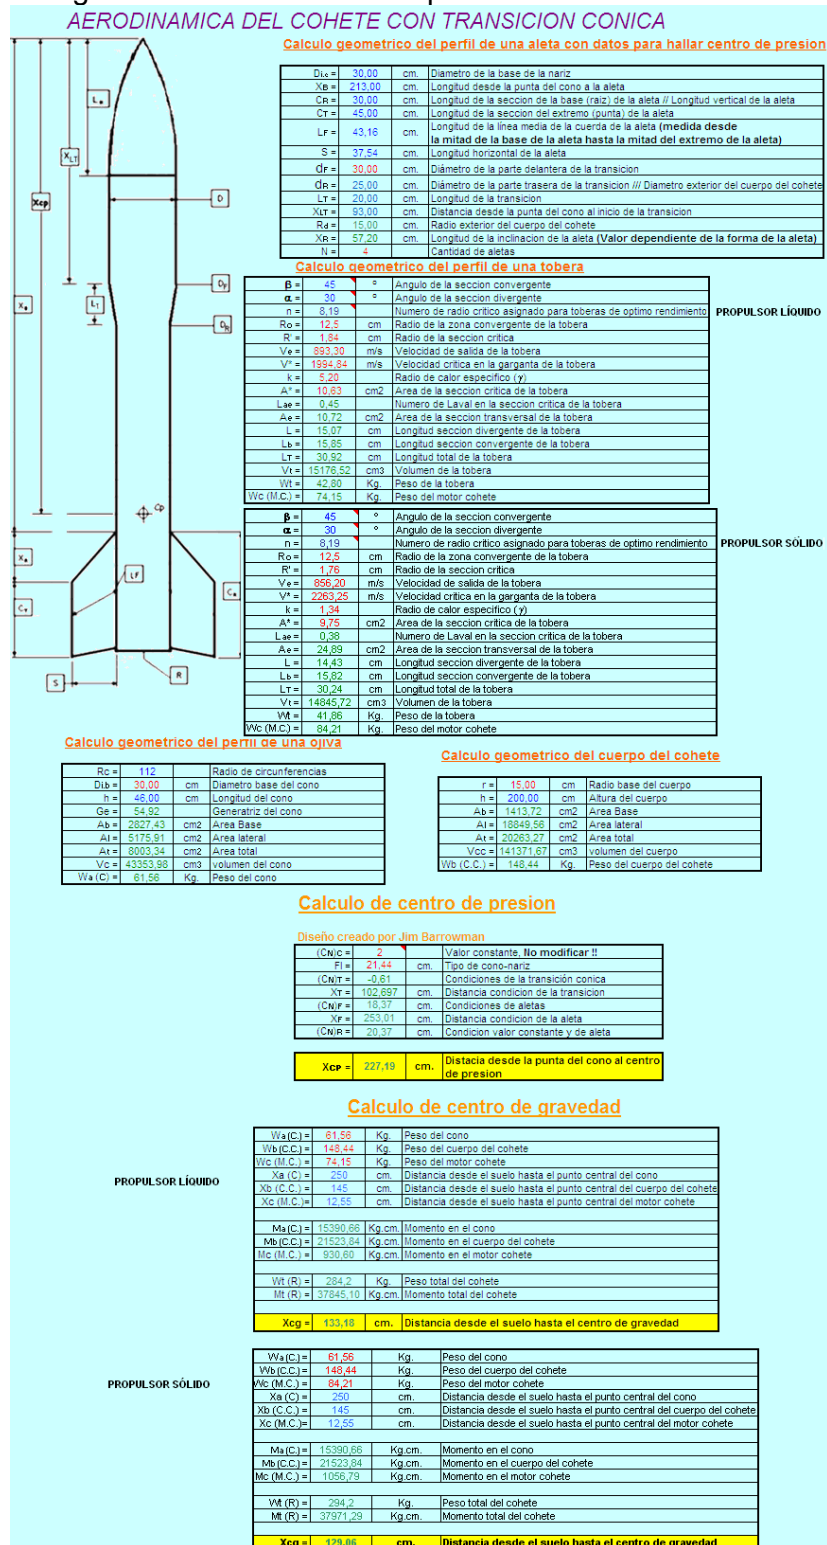 AERODINAMICA DEL COHETE CON TRANSICION CONICA
Calculo geometrico del perfil de una aleta con datos para hallar centro de presion
Di.c = 30,00 cm. Diametro de la base de la nariz
XB = 213,00 cm. Longitud desde la punta del cono a la aleta
CR = 30,00 cm. Longitud de la seccion de la base (raiz) de la aleta // Longitud vertical de la aleta
CT = 45,00 cm. Longitud de la seccion del extremo (punta) de la aleta
LF = 43,16 cm. Longitud de la línea media de la cuerda de la aleta (medida desde
la mitad de la base de la aleta hasta la mitad del extremo de la aleta)
S = 37,54 cm. Longitud horizontal de la aleta
dF = 30,00 cm. Diámetro de la parte delantera de la transicion
dR = 25,00 cm. Diámetro de la parte trasera de la transicion /// Diametro exterior del cuerpo del cohete
LT = 20,00 cm. Longitud de la transicion
XLT = 93,00 cm. Distancia desde la punta del cono al inicio de la transicion
Rd = 15,00 cm. Radio exterior del cuerpo del cohete
XR = 57,20 cm. Longitud de la inclinacion de la aleta (Valor dependiente de la forma de la aleta)
N = 4 Cantidad de aletas
XLT
Xcp
D
DF
LT
DR
Cp
LF
S
R
Calculo geometrico del perfil de una tobera
PROPULSOR LÍQUIDO
β = 45 º Angulo de la seccion convergente
α = 30 º Angulo de la seccion divergente
n = 8,19 Numero de radio critico asignado para toberas de optimo rendimiento
Ro = 12,5 cm Radio de la zona convergente de la tobera
R' = 1,84 cm Radio de la seccion critica
Ve = 893,30 m/s Velocidad de salida de la tobera
V* = 1994,84 m/s Velocidad critica en la garganta de la tobera
k = 5,20 Radio de calor especifico (γ)
A* = 10,63 cm2 Area de la seccion critica de la tobera
Lae = 0,45 Numero de Laval en la seccion critica de la tobera
Ae = 10,72 cm2 Area de la seccion transversal de la tobera
L = 15,07 cm Longitud seccion divergente de la tobera
Lb = 15,85 cm Longitud seccion convergente de la tobera
LT = 30,92 cm Longitud total de la tobera
Vt = 15176,52 cm3 Volumen de la tobera
Wt = 42,80 Kg. Peso de la tobera
Wc (M.C.) = 74,15 Kg. Peso del motor cohete
PROPULSOR SÓLIDO
β = 45 º Angulo de la seccion convergente
α = 30 º Angulo de la seccion divergente
n = 8,19 Numero de radio critico asignado para toberas de optimo rendimiento
Ro = 12,5 cm Radio de la zona convergente de la tobera
R' = 1,76 cm Radio de la seccion critica
Ve = 856,20 m/s Velocidad de salida de la tobera
V* = 2263,25 m/s Velocidad critica en la garganta de la tobera
k = 1,34 Radio de calor especifico (γ)
A* = 9,75 cm2 Area de la seccion critica de la tobera
Lae = 0,38 Numero de Laval en la seccion critica de la tobera
Ae = 24,89 cm2 Area de la seccion transversal de la tobera
L = 14,43 cm Longitud seccion divergente de la tobera
Lb = 15,82 cm Longitud seccion convergente de la tobera
LT = 30,24 cm Longitud total de la tobera
Vt = 14845,72 cm3 Volumen de la tobera
Wt = 41,86 Kg. Peso de la tobera
Wc (M.C.) = 84,21 Kg. Peso del motor cohete
Calculo geometrico del perfil de una ojiva
Rc = 112 Radio de circunferencias
Di.b = 30,00 cm Diametro base del cono
h = 46,00 cm Longitud del cono
Ge = 54,92 Generatriz del cono
Ab = 2827,43 cm2 Area Base
Al = 5175,91 cm2 Area lateral
At = 8003,34 cm2 Area total
Vc = 43353,98 cm3 volumen del cono
Wa (C) = 61,56 Kg. Peso del cono
Calculo geometrico del cuerpo del cohete
r = 15,00 cm Radio base del cuerpo
h = 200,00 cm Altura del cuerpo
Ab = 1413,72 cm2 Area Base
Al = 18849,56 cm2 Area lateral
At = 20263,27 cm2 Area total
Vcc = 141371,67 cm3 volumen del cuerpo
Wb (C.C.) = 148,44 Kg. Peso del cuerpo del cohete
Calculo de centro de presion
Diseño creado por Jim Barrowman
(CN)C = 2 Valor constante, No modificar !!
Fl = 21,44 cm. Tipo de cono-nariz
(CN)T = -0,61 Condiciones de la transición conica
XT = 102,697 cm. Distancia condicion de la transicion
(CN)F = 18,37 cm. Condiciones de aletas
XF = 253,01 cm. Distancia condicion de la aleta
(CN)R = 20,37 cm. Condicion valor constante y de aleta
XCP = 227,19 cm. Distacia desde la punta del cono al centro
de presion
Calculo de centro de gravedad
PROPULSOR LÍQUIDO
Wa (C.) = 61,56 Kg. Peso del cono
Wb (C.C.) = 148,44 Kg. Peso del cuerpo del cohete
Wc (M.C.) = 74,15 Kg. Peso del motor cohete
Xa (C) = 250 cm. Distancia desde el suelo hasta el punto central del cono
Xb (C.C.) = 145 cm. Distancia desde el suelo hasta el punto central del cuerpo del cohete
Xc (M.C.)= 12,55 cm. Distancia desde el suelo hasta el punto central del motor cohete
Ma (C.) = 15390,66 Kg.cm. Momento en el cono
Mb (C.C.) = 21523,84 Kg.cm. Momento en el cuerpo del cohete
Mc (M.C.) = 930,60 Kg.cm. Momento en el motor cohete
Wt (R) = 284,2 Kg. Peso total del cohete
Mt (R) = 37845,10 Kg.cm. Momento total del cohete
Xcg = 133,18 cm. Distancia desde el suelo hasta el centro de gravedad
PROPULSOR SÓLIDO
Wa (C.) = 61,56 Kg. Peso del cono
Wb (C.C.) = 148,44 Kg. Peso del cuerpo del cohete
Wc (M.C.) = 84,21 Kg. Peso del motor cohete
Xa (C) = 250 cm. Distancia desde el suelo hasta el punto central del cono
Xb (C.C.) = 145 cm. Distancia desde el suelo hasta el punto central del cuerpo del cohete
Xc (M.C.)= 12,55 cm. Distancia desde el suelo hasta el punto central del motor cohete
Ma (C.) = 15390,66 Kg.cm. Momento en el cono
Mb (C.C.) = 21523,84 Kg.cm. Momento en el cuerpo del cohete
Mc (M.C.) = 1056,79 Kg.cm. Momento en el motor cohete
Wt (R) = 294,2 Kg. Peso total del cohete
Mt (R) = 37971,29 Kg.cm. Momento total del cohete
Xcg = 129,06 cm. Distancia desde el suelo hasta el centro de gravedad